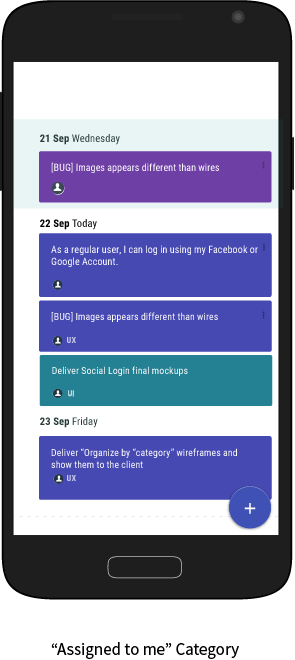 21 Sep Wednesday
[BUG] Images appears different than wires
22 Sep Today
As a regular user, I can log in using my Facebook or
Google Account.
[BUG] Images appears different than wires
UX
Deliver Social Login final mockups
UI
23 Sep Friday
Deliver “Organize by “category” wireframes and
show them to the client
UX
+
“Assigned to me” Category